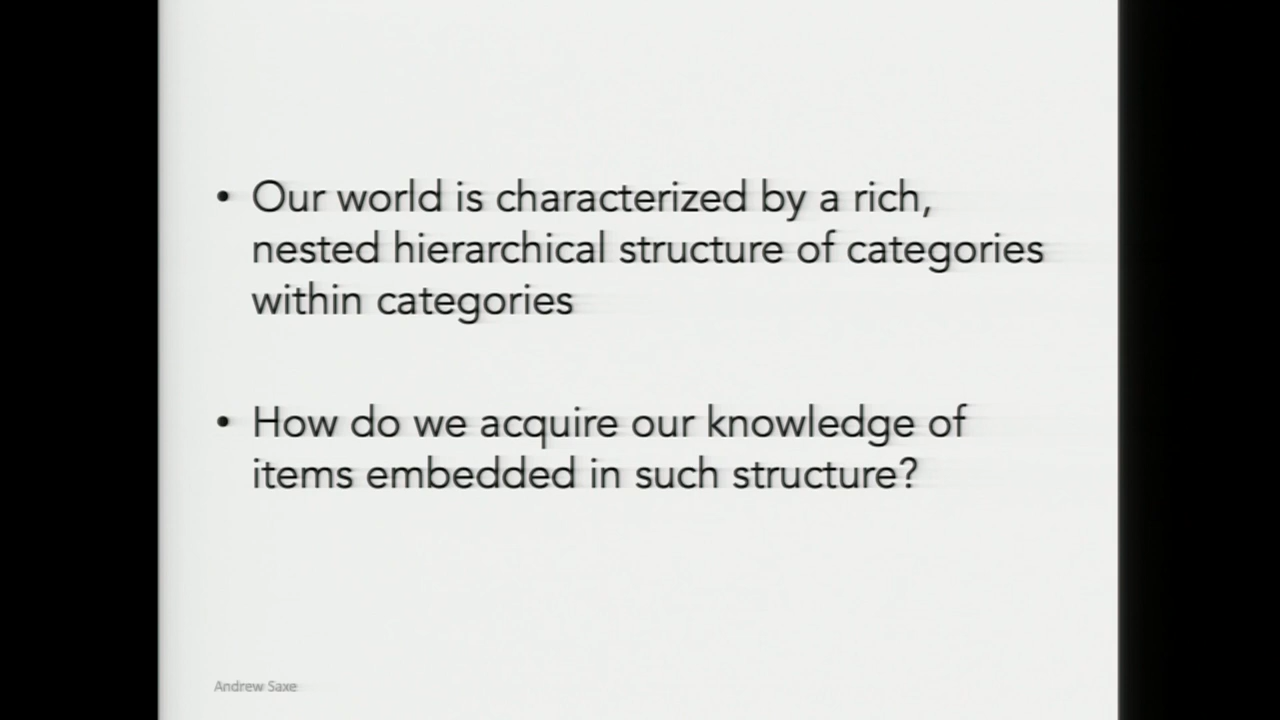 • Our world is characterized by a rich,
nested hierarchical structure of categories
within categories
• How do we acquire our knowledge of
items embedded in such structure?
Andrew Saxe